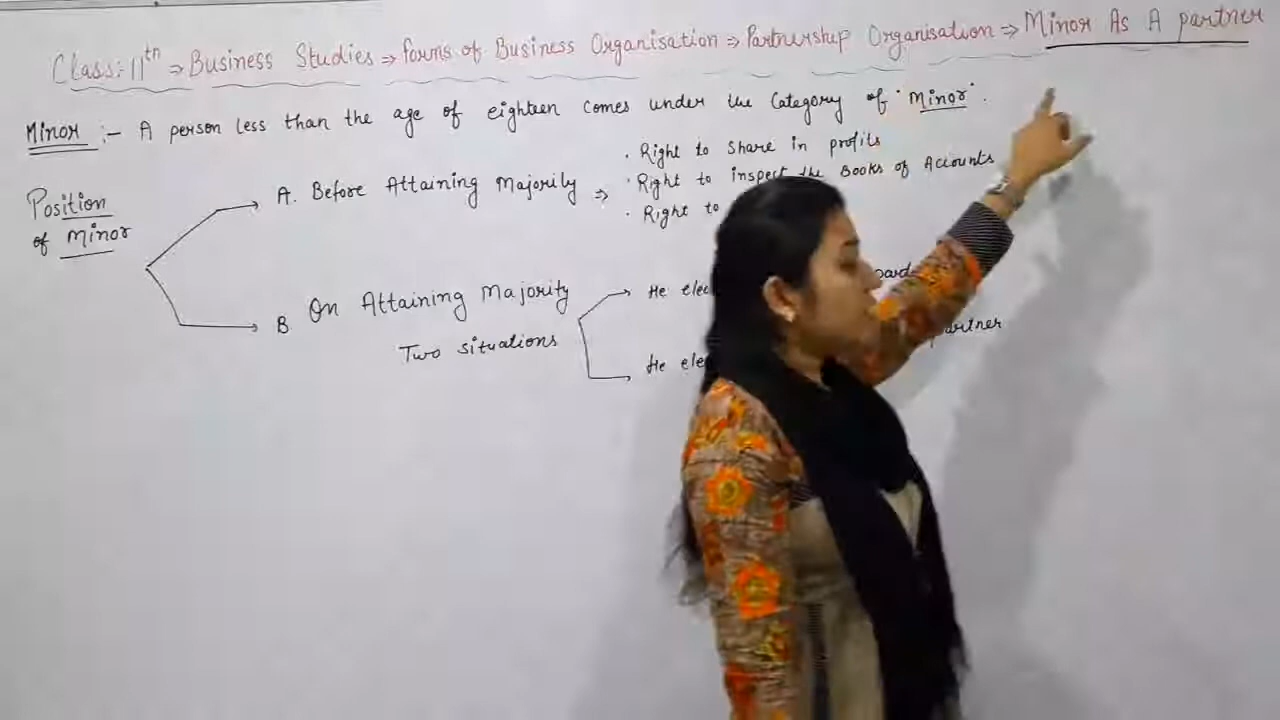 Class:- 11th ⇒ Business Studies ⇒ Forms of Business Organisation ⇒ Partnership Organisation ⇒ Minor As A partner
Minor :- A person less than the age of eighteen comes under the Category of "Minor".
Position of Minor
A. Before Attaining Majority ⇒
• Right to share in profits
• Right to inspect the Books of Accounts
• Right to
B On Attaining Majority
Two situations
He elec
He elec
partner